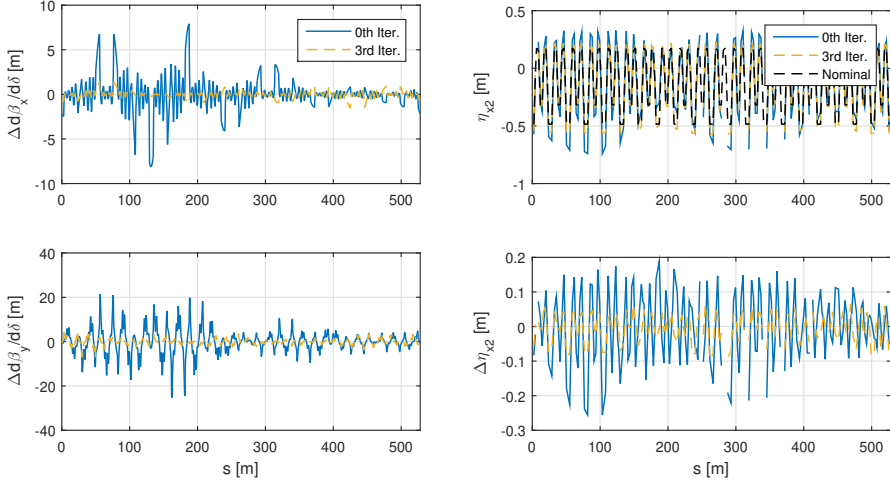 10
5
0
-5
-10
Δdβx/dδ [m]
0th Iter.
3rd Iter.
0 100 200 300 400 500
0.5
0
-0.5
-1
ηx2 [m]
0th Iter.
3rd Iter.
Nominal
0 100 200 300 400 500
40
20
0
-20
-40
Δdβy/dδ [m]
0 100 200 300 400 500
s [m]
0.2
0.1
0
-0.1
-0.2
-0.3
Δηx2 [m]
0 100 200 300 400 500
s [m]